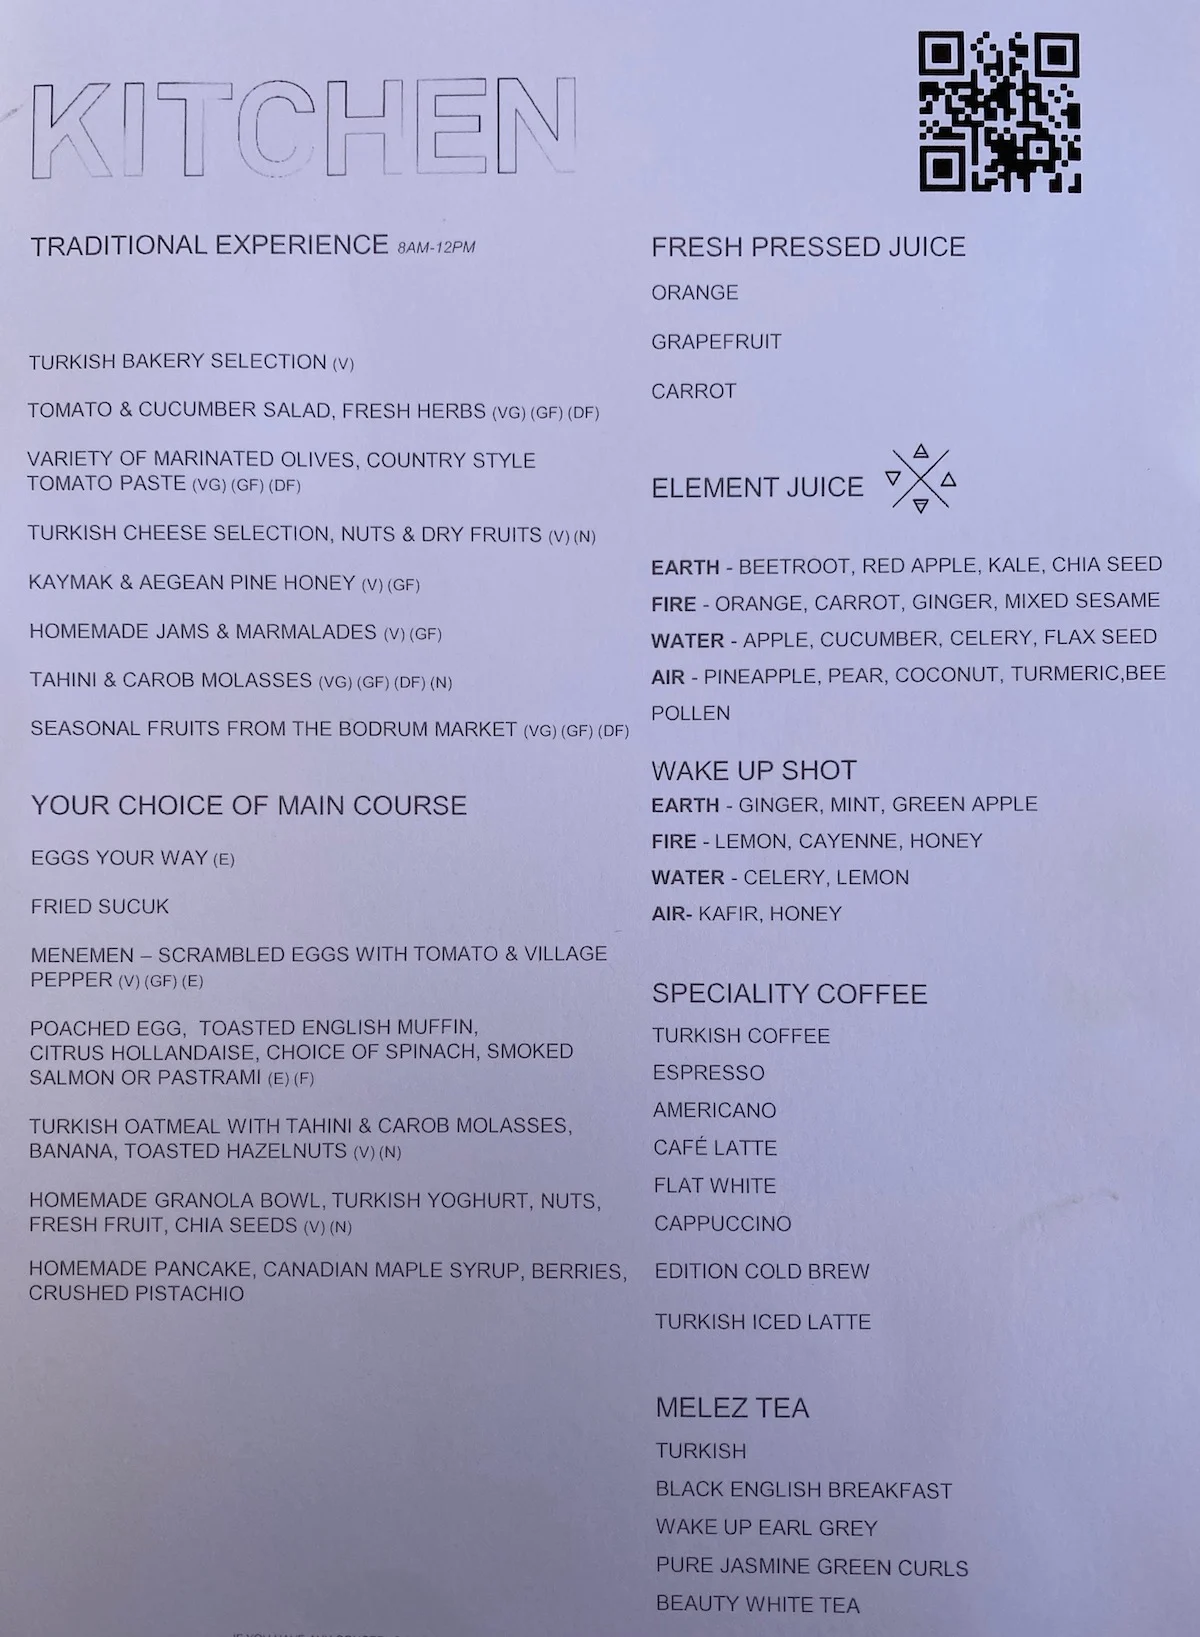 KITCHEN
TRADITIONAL EXPERIENCE 8AM-12PM
TURKISH BAKERY SELECTION (V)
TOMATO & CUCUMBER SALAD, FRESH HERBS (VG) (GF) (DF)
VARIETY OF MARINATED OLIVES, COUNTRY STYLE
TOMATO PASTE (VG) (GF) (DF)
TURKISH CHEESE SELECTION, NUTS & DRY FRUITS (V) (N)
KAYMAK & AEGEAN PINE HONEY (V) (GF)
HOMEMADE JAMS & MARMALADES (V) (GF)
TAHINI & CAROB MOLASSES (VG) (GF) (DF) (N)
SEASONAL FRUITS FROM THE BODRUM MARKET (VG) (GF) (DF)
YOUR CHOICE OF MAIN COURSE
EGGS YOUR WAY (E)
FRIED SUCUK
MENEMEN – SCRAMBLED EGGS WITH TOMATO & VILLAGE
PEPPER (V) (GF) (E)
POACHED EGG, TOASTED ENGLISH MUFFIN,
CITRUS HOLLANDAISE, CHOICE OF SPINACH, SMOKED
SALMON OR PASTRAMI (E) (F)
TURKISH OATMEAL WITH TAHINI & CAROB MOLASSES,
BANANA, TOASTED HAZELNUTS (V) (N)
HOMEMADE GRANOLA BOWL, TURKISH YOGHURT, NUTS,
FRESH FRUIT, CHIA SEEDS (V) (N)
HOMEMADE PANCAKE, CANADIAN MAPLE SYRUP, BERRIES,
CRUSHED PISTACHIO
FRESH PRESSED JUICE
ORANGE
GRAPEFRUIT
CARROT
ELEMENT JUICE
EARTH - BEETROOT, RED APPLE, KALE, CHIA SEED
FIRE - ORANGE, CARROT, GINGER, MIXED SESAME
WATER - APPLE, CUCUMBER, CELERY, FLAX SEED
AIR - PINEAPPLE, PEAR, COCONUT, TURMERIC,BEE
POLLEN
WAKE UP SHOT
EARTH - GINGER, MINT, GREEN APPLE
FIRE - LEMON, CAYENNE, HONEY
WATER - CELERY, LEMON
AIR- KAFIR, HONEY
SPECIALITY COFFEE
TURKISH COFFEE
ESPRESSO
AMERICANO
CAFÉ LATTE
FLAT WHITE
CAPPUCCINO
EDITION COLD BREW
TURKISH ICED LATTE
MELEZ TEA
TURKISH
BLACK ENGLISH BREAKFAST
WAKE UP EARL GREY
PURE JASMINE GREEN CURLS
BEAUTY WHITE TEA